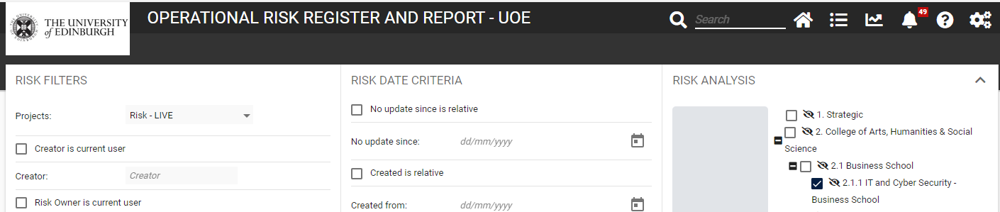 THE UNIVERSITY
of EDINBURGH
OPERATIONAL RISK REGISTER AND REPORT - UOE
Search
49
RISK FILTERS
Projects:
Risk - LIVE
Creator is current user
Creator:
Creator
Risk Owner is current user
RISK DATE CRITERIA
No update since is relative
No update since:
dd/mm/yyyy
Created is relative
Created from:
dd/mm/yyyy
RISK ANALYSIS
1. Strategic
2. College of Arts, Humanities & Social
Science
2.1 Business School
2.1.1 IT and Cyber Security -
Business School